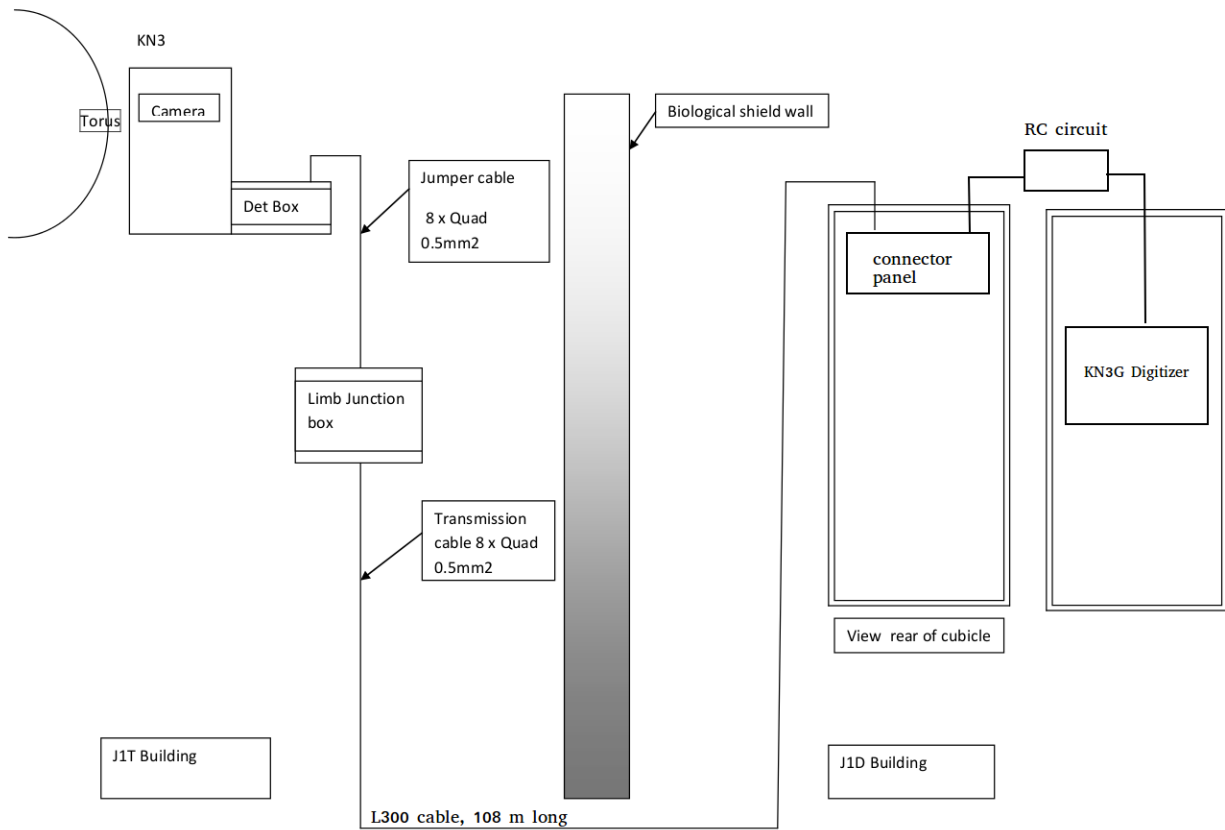 KN3
Camera
Torus
Det Box
Jumper cable
8 x Quad
0.5mm2
Biological shield wall
RC circuit
connector
panel
KN3G Digitizer
Limb Junction
box
Transmission
cable 8 x Quad
0.5mm2
View rear of cubicle
J1T Building
J1D Building
L300 cable, 108 m long